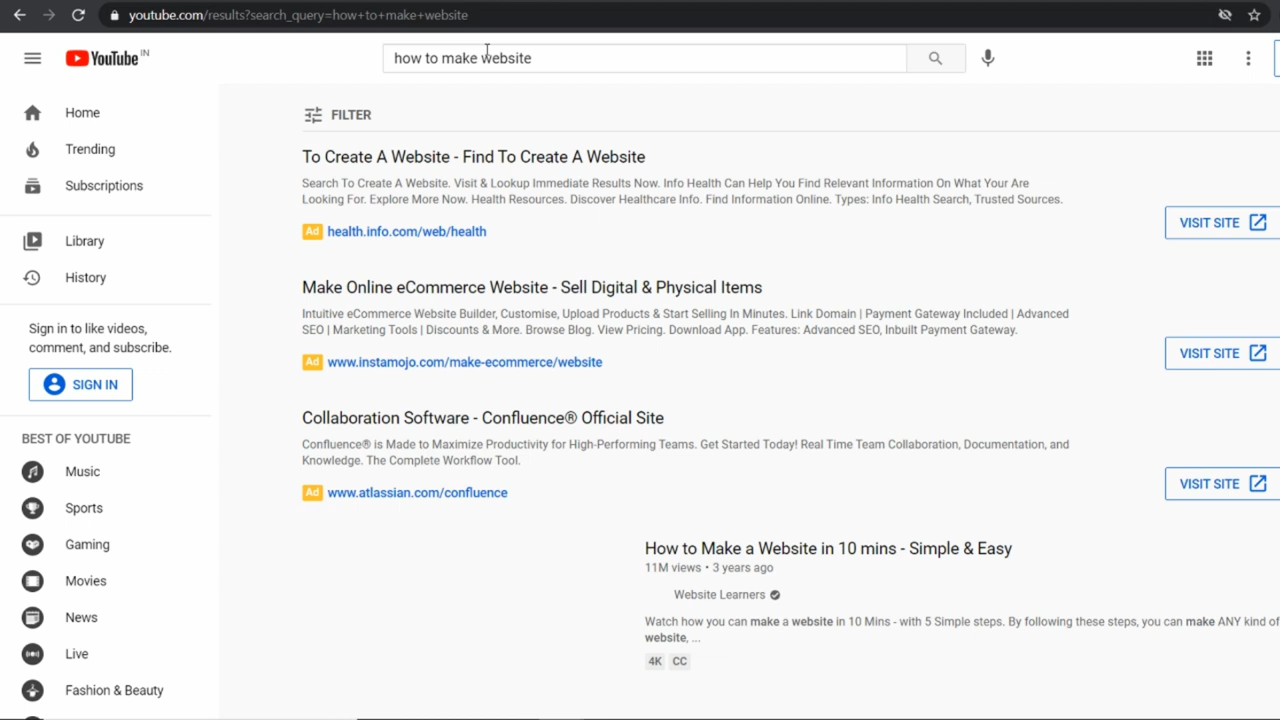 youtube.com/results?search_query=how+to+make+website
YouTube IN
how to make website
Home
Trending
Subscriptions
Library
History
Sign in to like videos,
comment, and subscribe.
SIGN IN
BEST OF YOUTUBE
Music
Sports
Gaming
Movies
News
Live
Fashion & Beauty
FILTER
To Create A Website - Find To Create A Website
Search To Create A Website. Visit & Lookup Immediate Results Now. Info Health Can Help You Find Relevant Information On What Your Are
Looking For. Explore More Now. Health Resources. Discover Healthcare Info. Find Information Online. Types: Info Health Search, Trusted Sources.
Ad health.info.com/web/health
VISIT SITE
Make Online eCommerce Website - Sell Digital & Physical Items
Intuitive eCommerce Website Builder, Customise, Upload Products & Start Selling In Minutes. Link Domain | Payment Gateway Included | Advanced
SEO | Marketing Tools | Discounts & More. Browse Blog. View Pricing. Download App. Features: Advanced SEO, Inbuilt Payment Gateway.
Ad www.instamojo.com/make-ecommerce/website
VISIT SITE
Collaboration Software - Confluence® Official Site
Confluence® is Made to Maximize Productivity for High-Performing Teams. Get Started Today! Real Time Team Collaboration, Documentation, and
Knowledge. The Complete Workflow Tool.
Ad www.atlassian.com/confluence
VISIT SITE
How to Make a Website in 10 mins - Simple & Easy
11M views • 3 years ago
Website Learners
Watch how you can make a website in 10 Mins - with 5 Simple steps. By following these steps, you can make ANY kind of
website, ...
4K CC